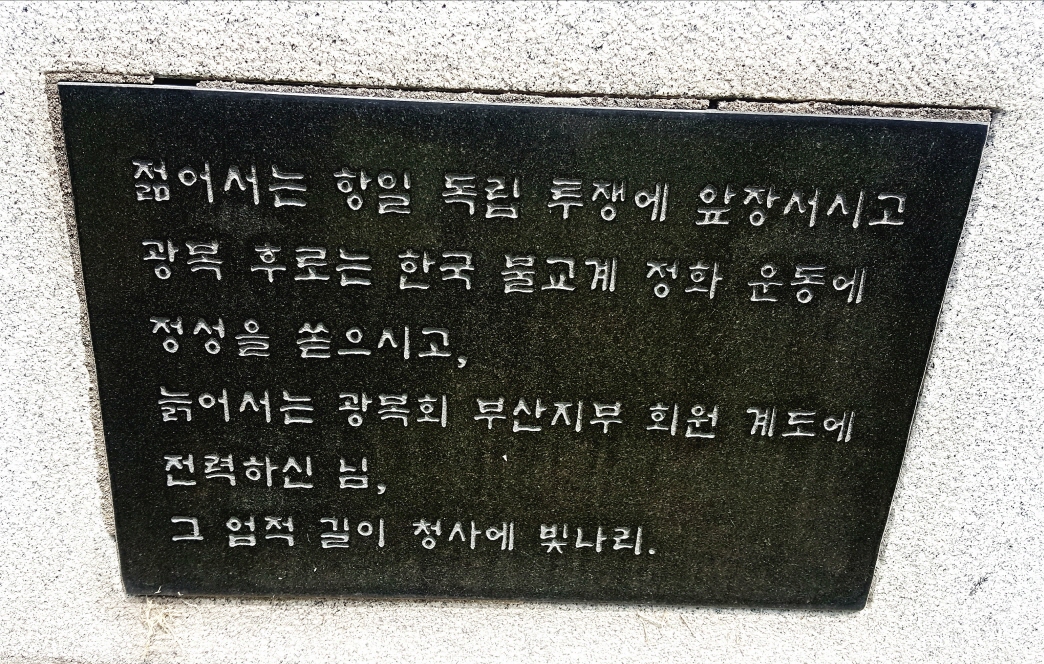 젊어서는 항일 독립 투쟁에 앞장서시고
광복 후로는 한국 불교계 정화 운동에
정성을 쏟으시고,
늙어서는 광복회 부산지부 회원 계도에
전력하신 님,
그 업적 길이 청사에 빛나리.